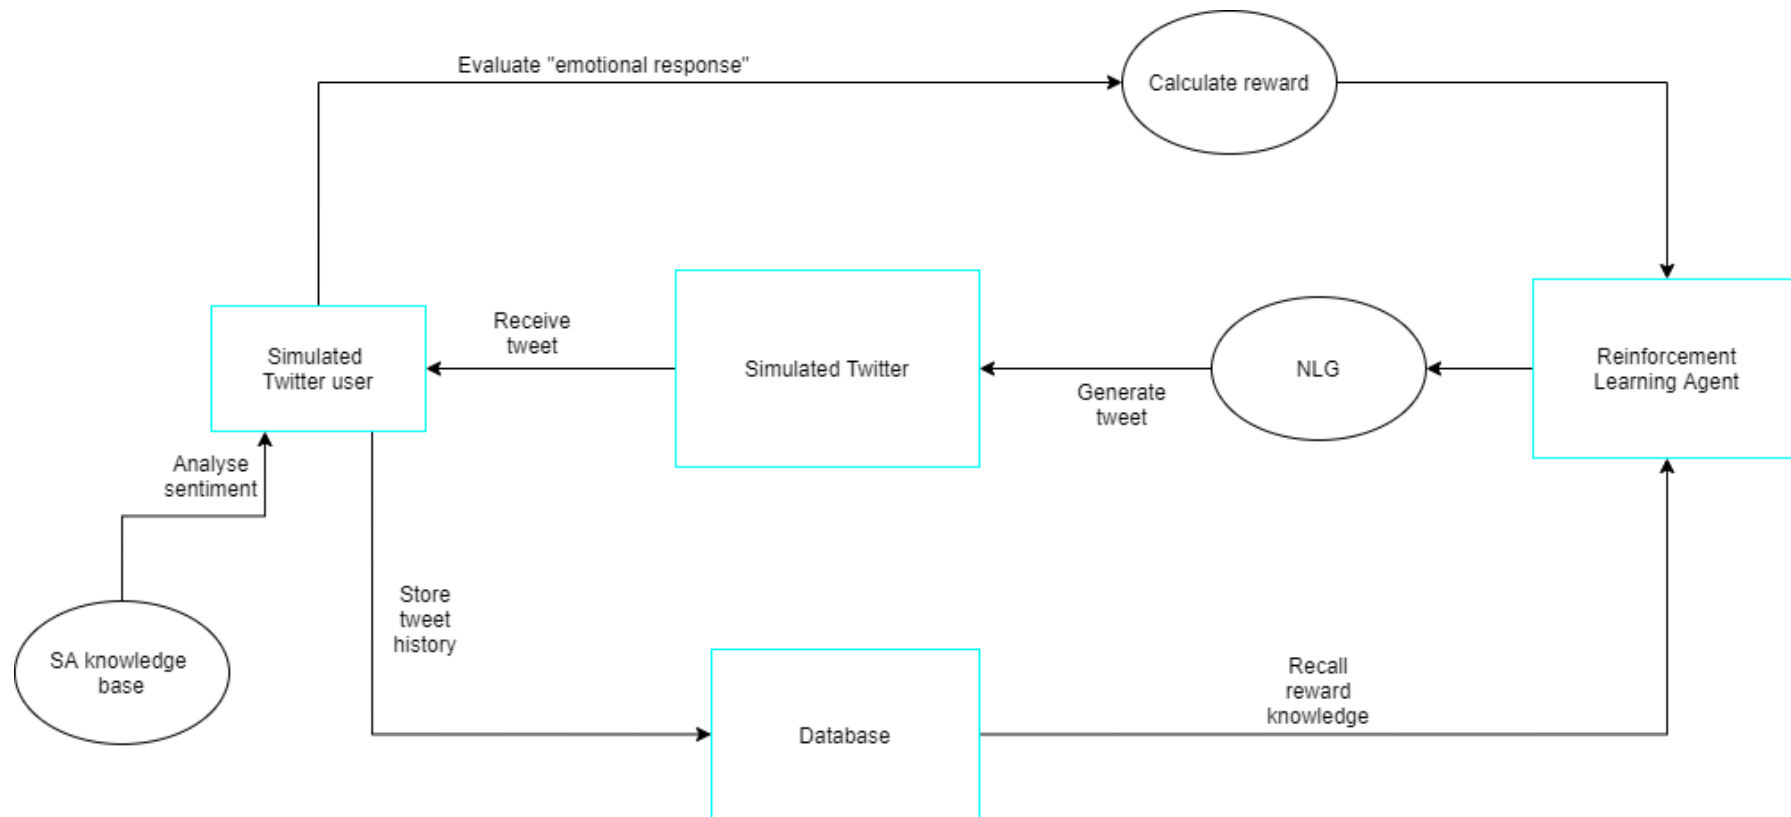 Evaluate "emotional response"
Calculate reward
Receive
tweet
Simulated
Twitter user
Simulated Twitter
Generate
tweet
NLG
Reinforcement
Learning Agent
Analyse
sentiment
SA knowledge
base
Store
tweet
history
Database
Recall
reward
knowledge